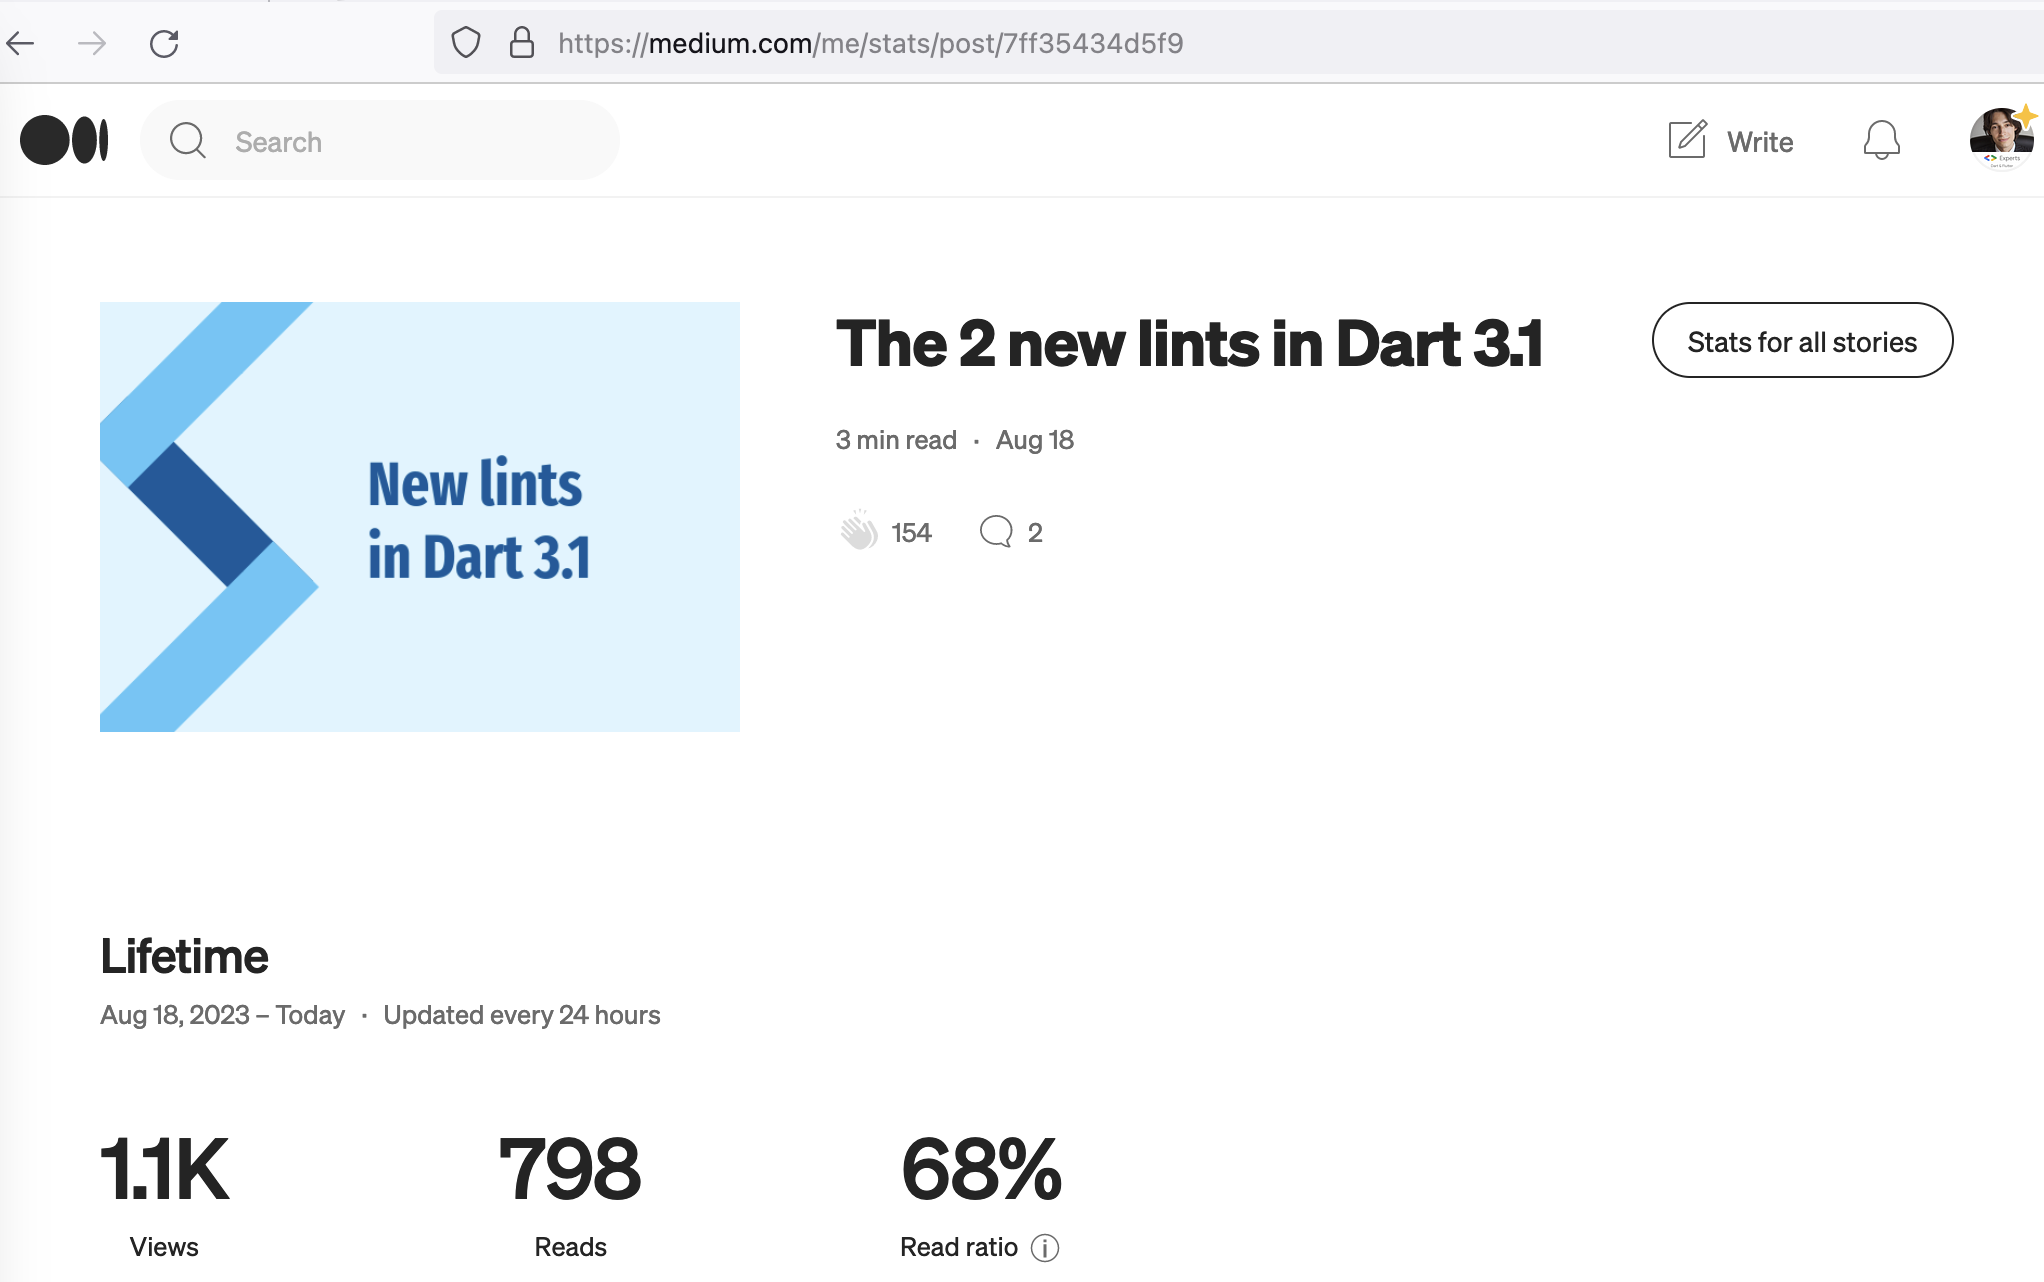 https://medium.com/me/stats/post/7ff35434d5f9
Search
Write
Experts
New lints
in Dart 3.1
The 2 new lints in Dart 3.1
Stats for all stories
3 min read · Aug 18
154 2
Lifetime
Aug 18, 2023 – Today · Updated every 24 hours
1.1K 798 68%
Views Reads Read ratio